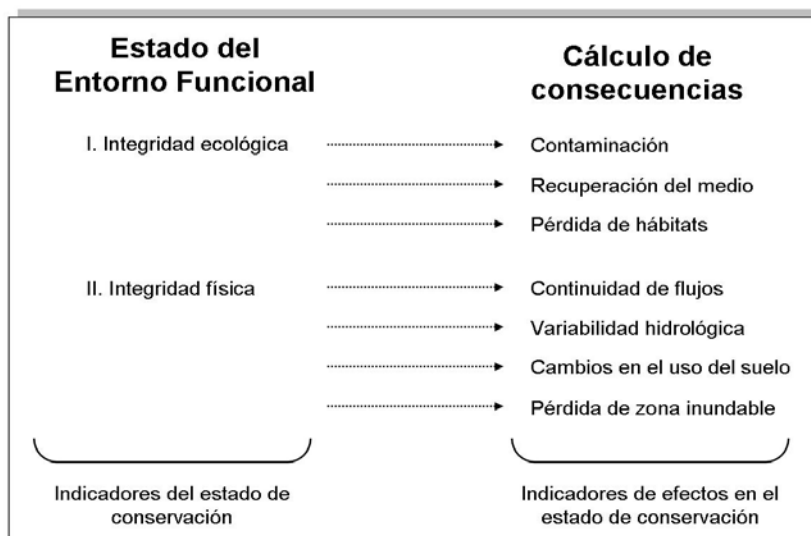 Estado del
Entorno Funcional
Cálculo de
consecuencias
I. Integridad ecológica
Contaminación
Recuperación del medio
Pérdida de hábitats
II. Integridad física
Continuidad de flujos
Variabilidad hidrológica
Cambios en el uso del suelo
Pérdida de zona inundable
Indicadores del estado de
conservación
Indicadores de efectos en el
estado de conservación